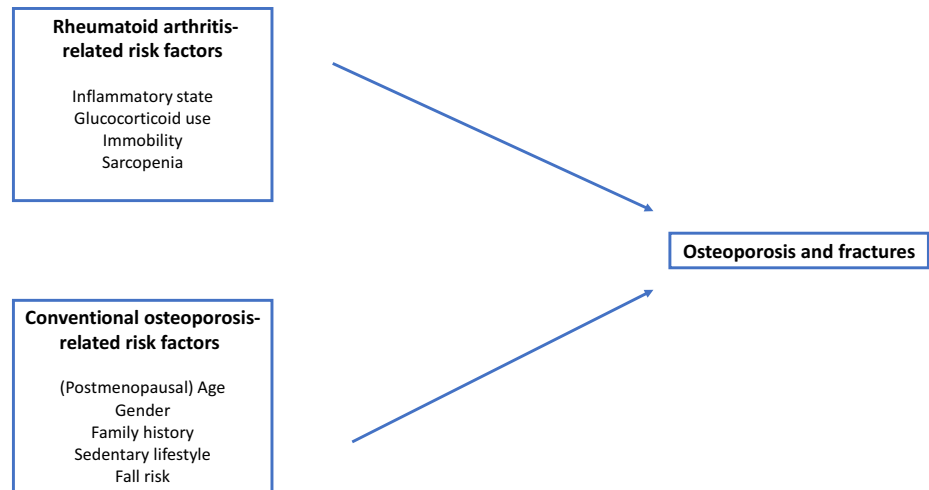 Rheumatoid arthritis-
related risk factors
Inflammatory state
Glucocorticoid use
Immobility
Sarcopenia
Osteoporosis and fractures
Conventional osteoporosis-
related risk factors
(Postmenopausal) Age
Gender
Family history
Sedentary lifestyle
Fall risk